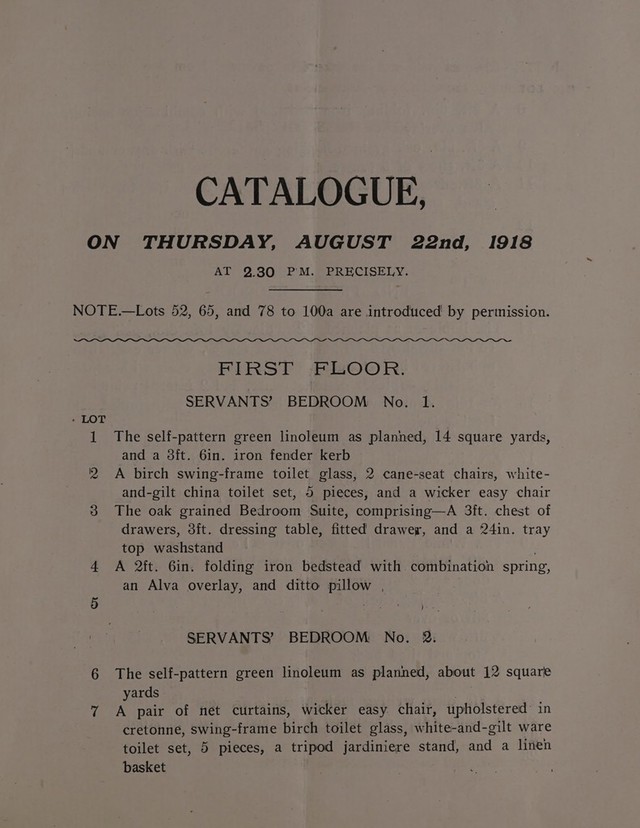 CATALOGUE,
ON THURSDAY, AUGUST 22nd, 1918
AT 2.30 P.M. PRECISELY.
NOTE.—Lots 52, 65, and 78 to 100a are introduced by permission.
FIRST FLOOR.
SERVANTS' BEDROOM No. 1.
LOT
1 The self-pattern green linoleum as planned, 14 square yards,
and a 3ft. 6in. iron fender kerb
2 A birch swing-frame toilet glass, 2 cane-seat chairs, white-
and-gilt china toilet set, 5 pieces, and a wicker easy chair
3 The oak grained Bedroom Suite, comprising—A 3ft. chest of
drawers, 3ft. dressing table, fitted drawer, and a 24in. tray
top washstand
4 A 2ft. 6in. folding iron bedstead with combination spring,
an Alva overlay, and ditto pillow
5
SERVANTS' BEDROOM No. 2.
6 The self-pattern green linoleum as planned, about 12 square
yards
7 A pair of net curtains, wicker easy chair, upholstered in
cretonne, swing-frame birch toilet glass, white-and-gilt ware
toilet set, 5 pieces, a tripod jardiniere stand, and a linen
basket